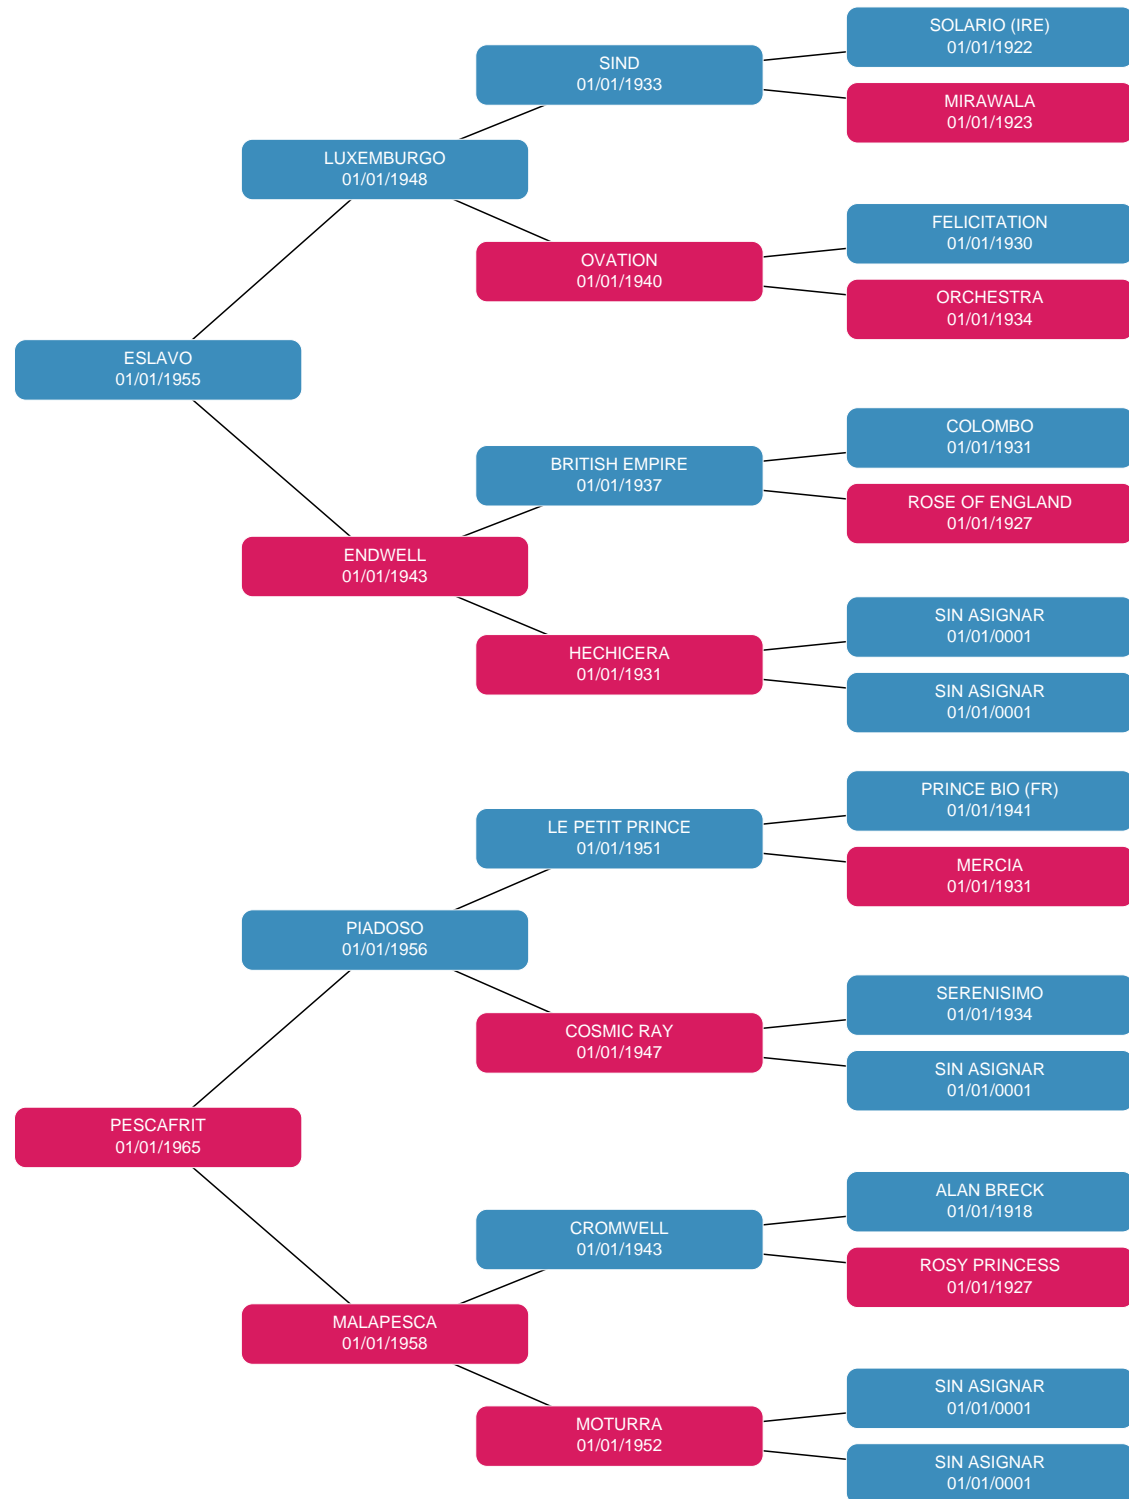 SOLARIO (IRE)
01/01/1922
SIND
01/01/1933
MIRAWALA
01/01/1923
LUXEMBURGO
01/01/1948
FELICITATION
01/01/1930
OVATION
01/01/1940
ORCHESTRA
01/01/1934
ESLAVO
01/01/1955
COLOMBO
01/01/1931
BRITISH EMPIRE
01/01/1937
ROSE OF ENGLAND
01/01/1927
ENDWELL
01/01/1943
SIN ASIGNAR
01/01/0001
HECHICERA
01/01/1931
SIN ASIGNAR
01/01/0001
PRINCE BIO (FR)
01/01/1941
LE PETIT PRINCE
01/01/1951
MERCIA
01/01/1931
PIADOSO
01/01/1956
SERENISIMO
01/01/1934
COSMIC RAY
01/01/1947
SIN ASIGNAR
01/01/0001
PESCAFRIT
01/01/1965
ALAN BRECK
01/01/1918
CROMWELL
01/01/1943
ROSY PRINCESS
01/01/1927
MALAPESCA
01/01/1958
SIN ASIGNAR
01/01/0001
MOTURRA
01/01/1952
SIN ASIGNAR
01/01/0001